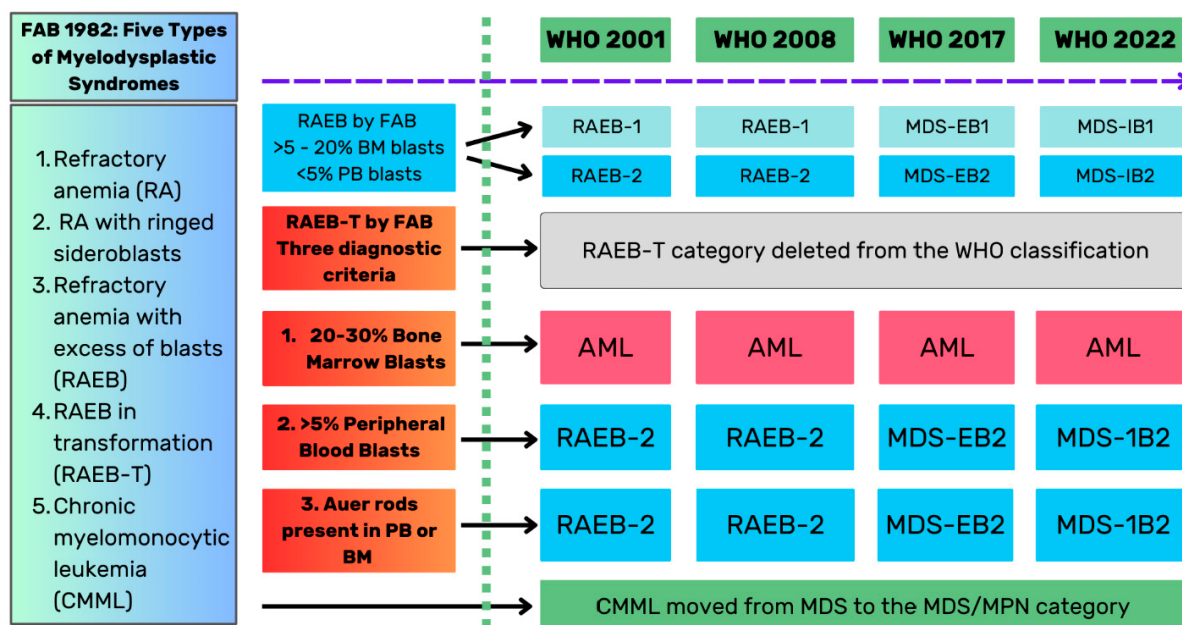 FAB 1982: Five Types
of Myelodysplastic
Syndromes
WHO 2001
WHO 2008
WHO 2017
WHO 2022
1. Refractory
anemia (RA)
2. RA with ringed
sideroblasts
3. Refractory
anemia with
excess of blasts
(RAEB)
4. RAEB in
transformation
(RAEB-T)
5. Chronic
myelomonocytic
leukemia
(CMML)
RAEB by FAB
>5 - 20% BM blasts
<5% PB blasts
RAEB-1
RAEB-1
MDS-EB1
MDS-IB1
RAEB-2
RAEB-2
MDS-EB2
MDS-IB2
RAEB-T by FAB
Three diagnostic
criteria
RAEB-T category deleted from the WHO classification
1. 20-30% Bone
Marrow Blasts
AML
AML
AML
AML
2. >5% Peripheral
Blood Blasts
RAEB-2
RAEB-2
MDS-EB2
MDS-1B2
3. Auer rods
present in PB or
BM
RAEB-2
RAEB-2
MDS-EB2
MDS-1B2
CMML moved from MDS to the MDS/MPN category